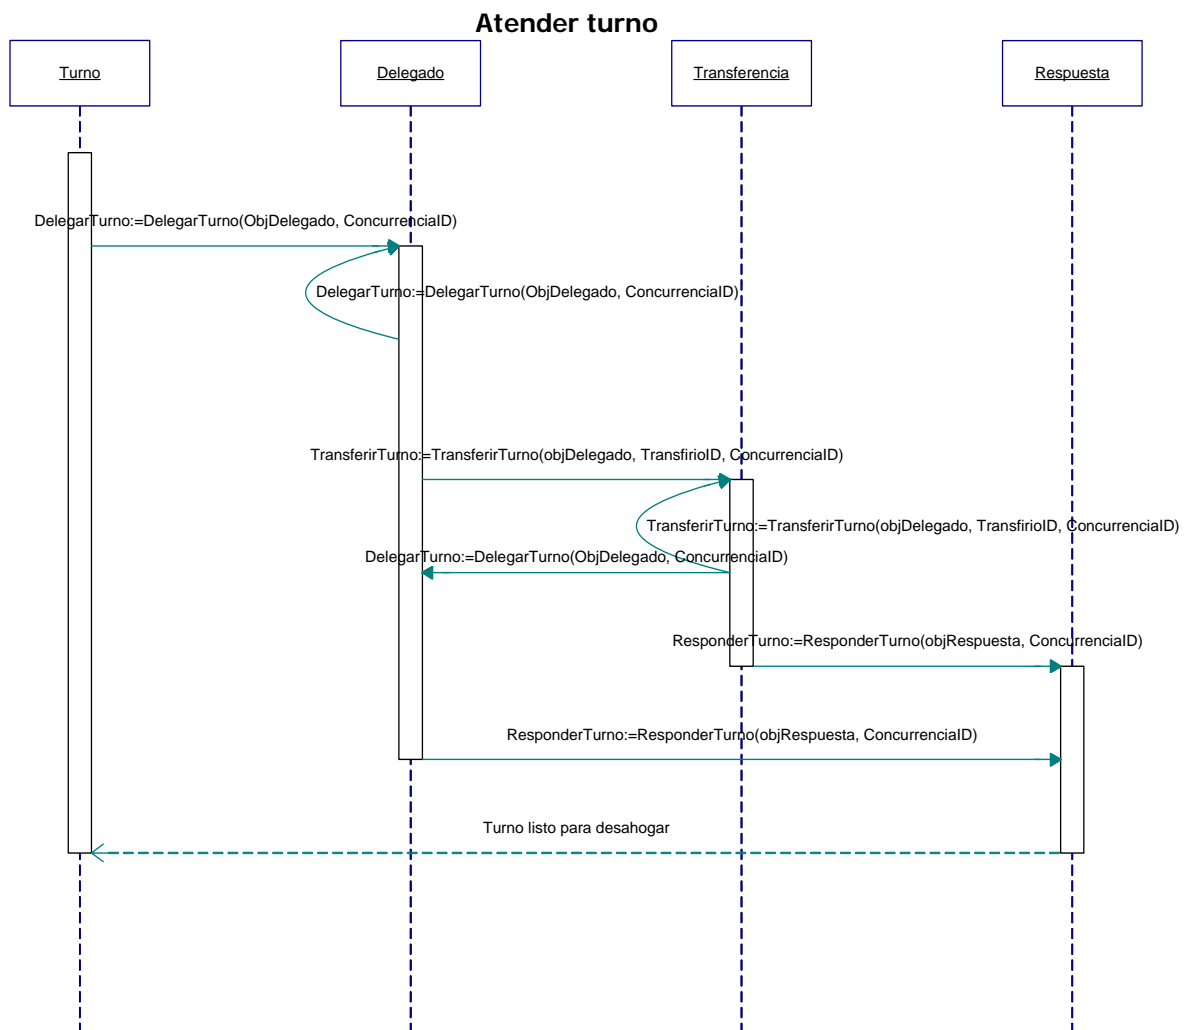 Atender turno
Turno
Delegado
Transferencia
Respuesta
DelegarTurno:=DelegarTurno(ObjDelegado, ConcurrenciaID)
DelegarTurno:=DelegarTurno(ObjDelegado, ConcurrenciaID)
TransferirTurno:=TransferirTurno(objDelegado, TransfirioID, ConcurrenciaID)
TransferirTurno:=TransferirTurno(objDelegado, TransfirioID, ConcurrenciaID)
DelegarTurno:=DelegarTurno(ObjDelegado, ConcurrenciaID)
ResponderTurno:=ResponderTurno(objRespuesta, ConcurrenciaID)
ResponderTurno:=ResponderTurno(objRespuesta, ConcurrenciaID)
Turno listo para desahogar